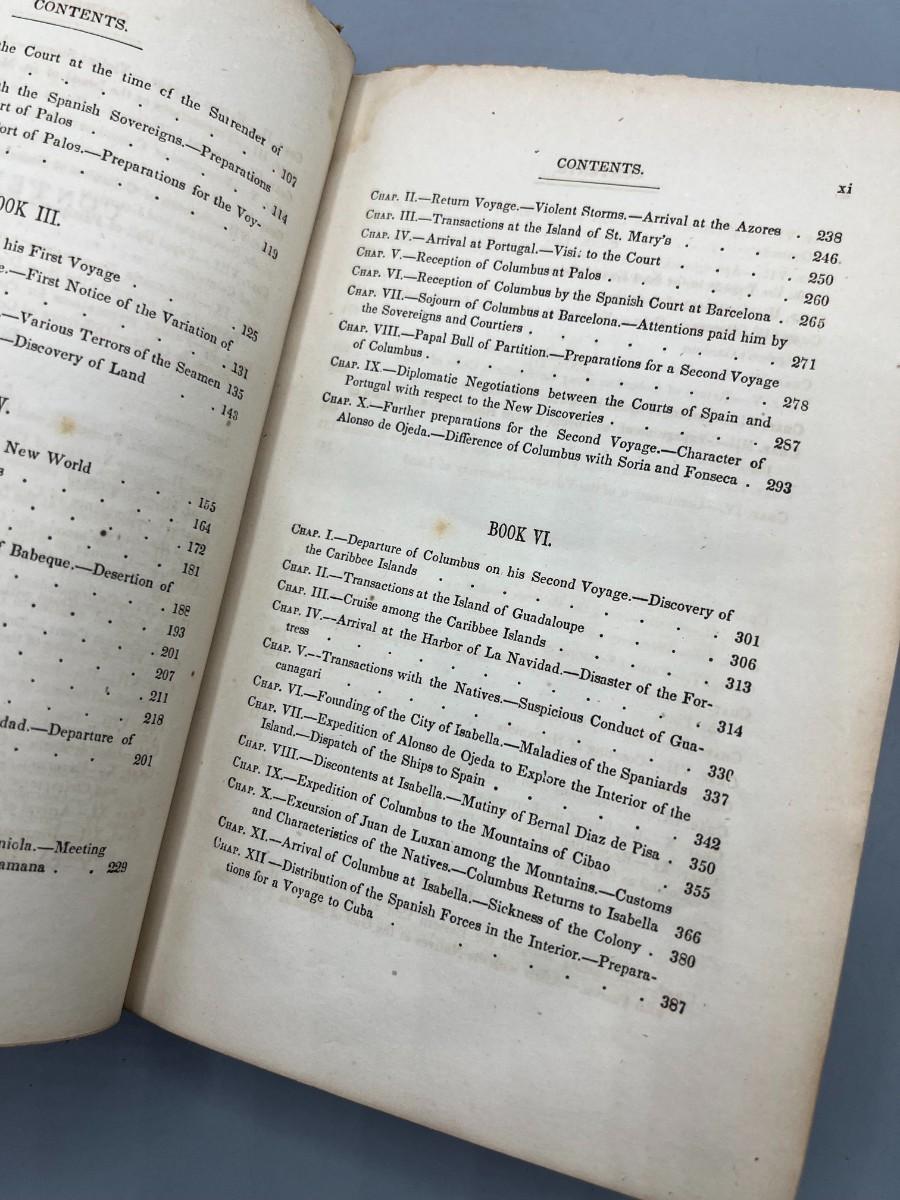 CONTENTS.
the Court at the time of the Surrender of
. . . . . 107
h the Spanish Sovereigns.—Preparations
rt of Palos . . . . . 114
ort of Palos.—Preparations for the Voy-
. . . . . 119
OOK III.
his First Voyage . . . 125
e.—First Notice of the Variation of
. . . . . 131
.—Various Terrors of the Seamen 135
—Discovery of Land . . 143
V.
New World . . . . 155
s . . . . . 164
. . . . . 172
. . . . . 181
f Babeque.—Desertion of
. . . . . 188
. . . . . 193
. . . . . 201
. . . . . 207
. . . . . 211
. . . . . 218
dad.—Departure of
. . . 201
niola.—Meeting
amana . . 229
CONTENTS. xi
Chap. II.—Return Voyage.—Violent Storms.—Arrival at the Azores . 238
Chap. III.—Transactions at the Island of St. Mary's . . . . 246
Chap. IV.—Arrival at Portugal.—Visit to the Court . . . . 250
Chap. V.—Reception of Columbus at Palos . . . . . 260
Chap. VI.—Reception of Columbus by the Spanish Court at Barcelona . 265
Chap. VII.—Sojourn of Columbus at Barcelona.—Attentions paid him by
the Sovereigns and Courtiers . . . . . . . 271
Chap. VIII.—Papal Bull of Partition.—Preparations for a Second Voyage
of Columbus . . . . . . . . . 278
Chap. IX.—Diplomatic Negotiations between the Courts of Spain and
Portugal with respect to the New Discoveries . . . . . 287
Chap. X.—Further preparations for the Second Voyage.—Character of
Alonso de Ojeda.—Difference of Columbus with Soria and Fonseca . 293
BOOK VI.
Chap. I.—Departure of Columbus on his Second Voyage.—Discovery of
the Caribbee Islands . . . . . . . . 301
Chap. II.—Transactions at the Island of Guadaloupe . . . . 306
Chap. III.—Cruise among the Caribbee Islands . . . . . 313
Chap. IV.—Arrival at the Harbor of La Navidad.—Disaster of the For-
tress . . . . . . . . . . 314
Chap. V.--Transactions with the Natives.—Suspicious Conduct of Gua-
canagari . . . . . . . . . 330
Chap. VI.—Founding of the City of Isabella.—Maladies of the Spaniards 337
Chap. VII.—Expedition of Alonso de Ojeda to Explore the Interior of the
Island.—Dispatch of the Ships to Spain . . . . . . 342
Chap. VIII.—Discontents at Isabella.—Mutiny of Bernal Diaz de Pisa . 350
Chap. IX.—Expedition of Columbus to the Mountains of Cibao . 355
Chap. X.—Excursion of Juan de Luxan among the Mountains.—Customs
and Characteristics of the Natives.—Columbus Returns to Isabella 366
Chap. XI.—Arrival of Columbus at Isabella.—Sickness of the Colony . 380
Chap. XII—Distribution of the Spanish Forces in the Interior.—Prepara-
tions for a Voyage to Cuba . . . . . . . 387